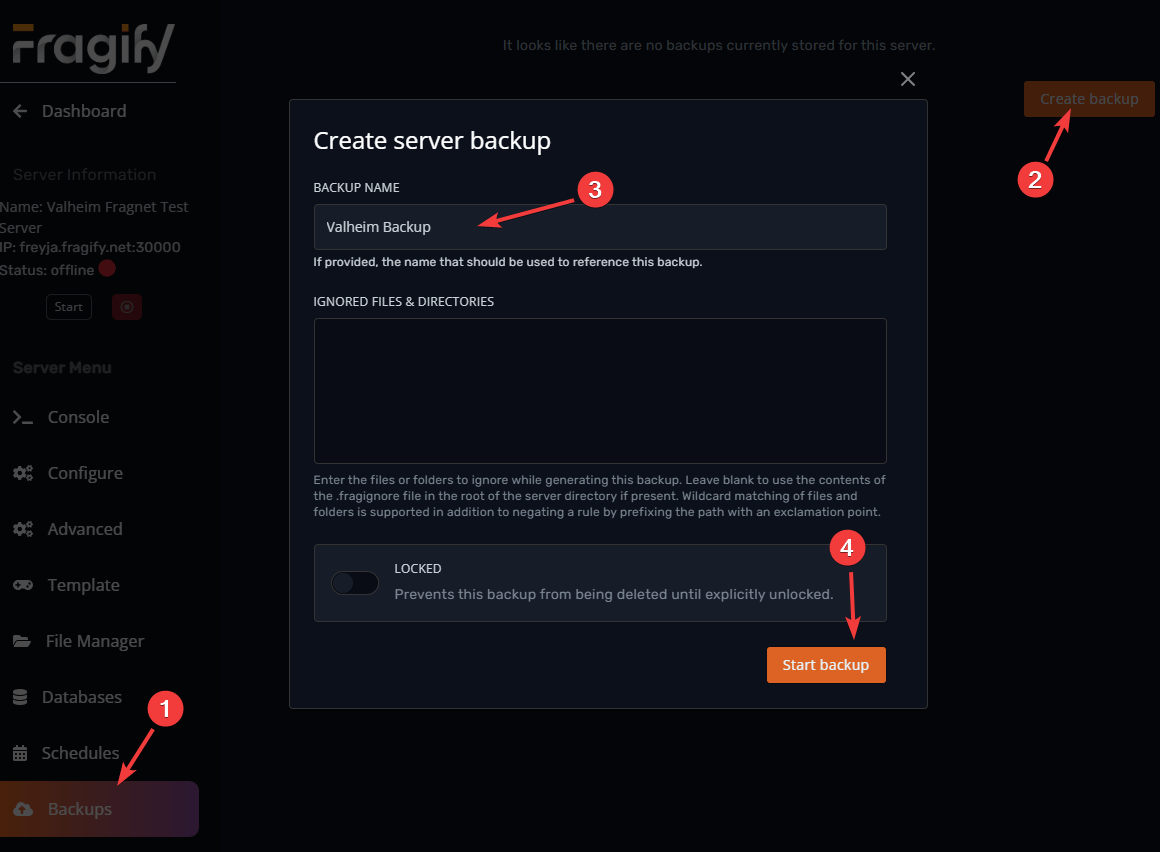 Fragify
Dashboard
Server Information
Name: Valheim Fragnet Test
Server
IP: freyja.fragify.net:30000
Status: offline
Start
Server Menu
Console
Configure
Advanced
Template
File Manager
Databases
1
Schedules
Backups
It looks like there are no backups currently stored for this server.
Create backup
2
Create server backup
BACKUP NAME
3
Valheim Backup
If provided, the name that should be used to reference this backup.
IGNORED FILES & DIRECTORIES
Enter the files or folders to ignore while generating this backup. Leave blank to use the contents of
the .fragignore file in the root of the server directory if present. Wildcard matching of files and
folders is supported in addition to negating a rule by prefixing the path with an exclamation point.
4
LOCKED
Prevents this backup from being deleted until explicitly unlocked.
Start backup